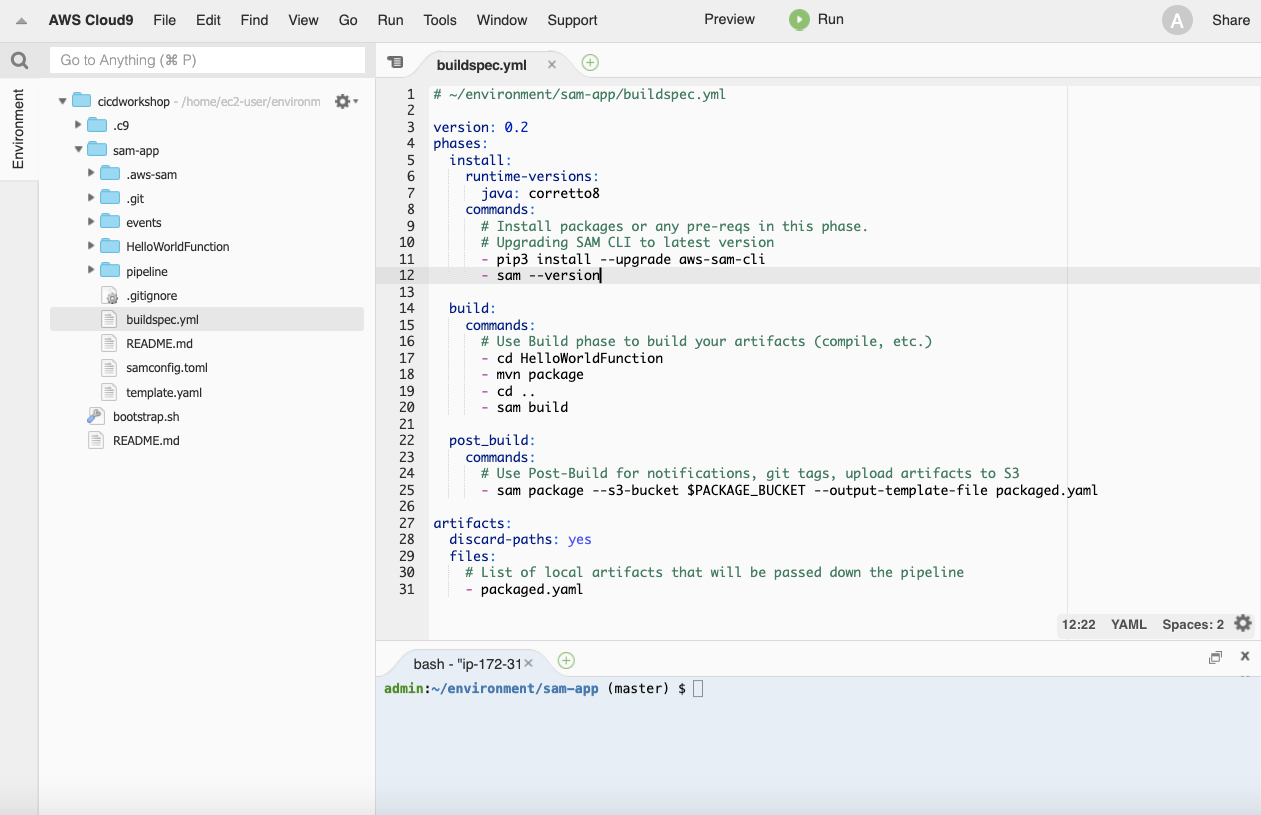 AWS Cloud9 File Edit Find View Go Run Tools Window Support Preview Run A Share
Go to Anything (⌘ P)
Environment
cicdworkshop - /home/ec2-user/environm
.c9
sam-app
.aws-sam
.git
events
HelloWorldFunction
pipeline
.gitignore
buildspec.yml
README.md
samconfig.toml
template.yaml
bootstrap.sh
README.md
buildspec.yml
1 # ~/environment/sam-app/buildspec.yml
2
3 version: 0.2
4 phases:
5 install:
6 runtime-versions:
7 java: corretto8
8 commands:
9 # Install packages or any pre-reqs in this phase.
10 # Upgrading SAM CLI to latest version
11 - pip3 install --upgrade aws-sam-cli
12 - sam --version
13
14 build:
15 commands:
16 # Use Build phase to build your artifacts (compile, etc.)
17 - cd HelloWorldFunction
18 - mvn package
19 - cd ..
20 - sam build
21
22 post_build:
23 commands:
24 # Use Post-Build for notifications, git tags, upload artifacts to S3
25 - sam package --s3-bucket $PACKAGE_BUCKET --output-template-file packaged.yaml
26
27 artifacts:
28 discard-paths: yes
29 files:
30 # List of local artifacts that will be passed down the pipeline
31 - packaged.yaml
12:22 YAML Spaces: 2
bash - "ip-172-31
admin:~/environment/sam-app (master) $